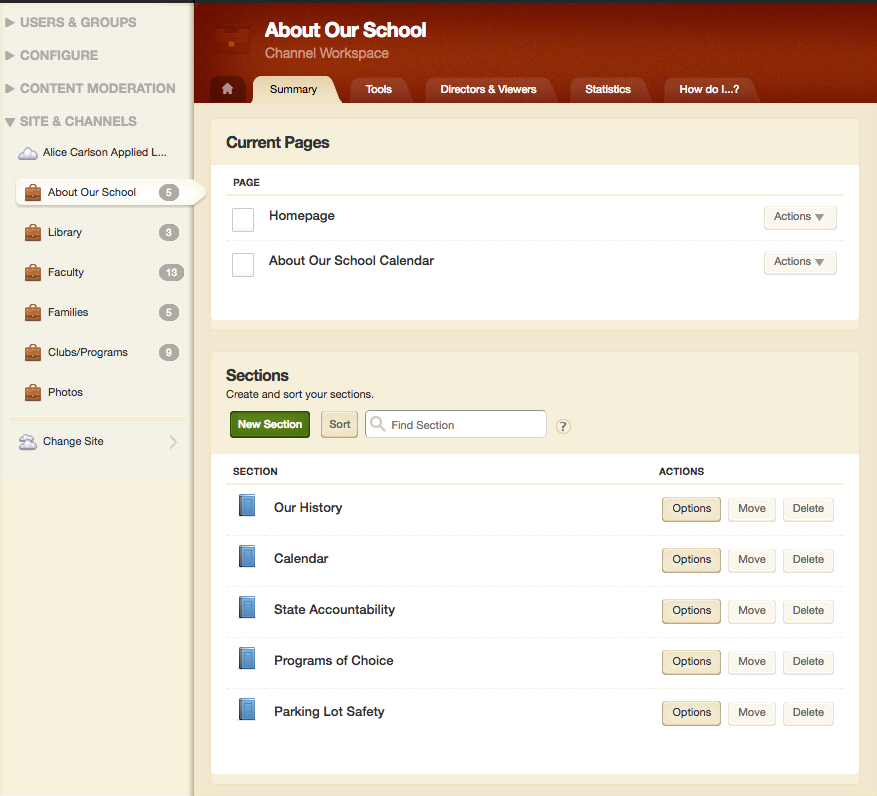 USERS & GROUPS
CONFIGURE
CONTENT MODERATION
SITE & CHANNELS
Alice Carlson Applied L...
About Our School 5
Library 3
Faculty 13
Families 5
Clubs/Programs 9
Photos
Change Site
About Our School
Channel Workspace
Summary Tools Directors & Viewers Statistics How do I...?
Current Pages
PAGE
Homepage Actions ▼
About Our School Calendar Actions ▼
Sections
Create and sort your sections.
New Section Sort Find Section ?
SECTION ACTIONS
Our History Options Move Delete
Calendar Options Move Delete
State Accountability Options Move Delete
Programs of Choice Options Move Delete
Parking Lot Safety Options Move Delete